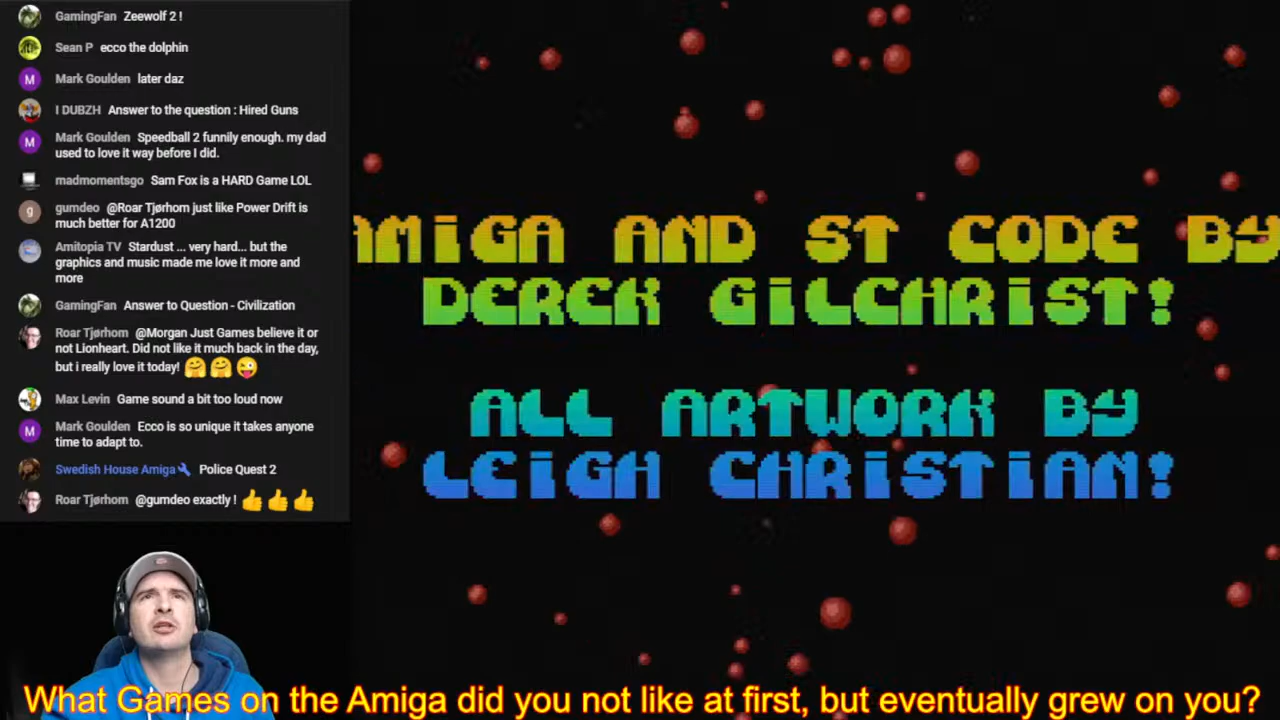 GamingFan Zeewolf 2 !
Sean P ecco the dolphin
M Mark Goulden later daz
I DUBZH Answer to the question : Hired Guns
M Mark Goulden Speedball 2 funnily enough. my dad
used to love it way before I did.
madmomentsgo Sam Fox is a HARD Game LOL
g gumdeo @Roar Tjørhom just like Power Drift is
much better for A1200
Amitopia TV Stardust ... very hard... but the
graphics and music made me love it more and
more
GamingFan Answer to Question - Civilization
Roar Tjørhom @Morgan Just Games believe it or
not Lionheart. Did not like it much back in the day,
but i really love it today! 🤗🤗😜
Max Levin Game sound a bit too loud now
M Mark Goulden Ecco is so unique it takes anyone
time to adapt to.
Swedish House Amiga Police Quest 2
Roar Tjørhom @gumdeo exactly ! 👍👍👍
AMiGA AND ST CODE BY
DEREK GiLCHRiST!
ALL ARTWORK BY
LEiGH CHRiSTiAN!
What Games on the Amiga did you not like at first, but eventually grew on you?